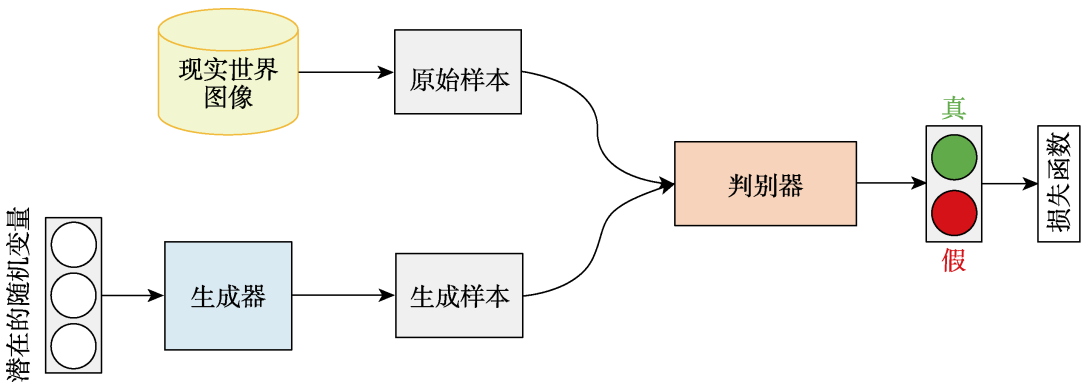 现实世界
图像
原始样本
真
判别器
损失函数
假
潜在的随机变量
生成器
生成样本